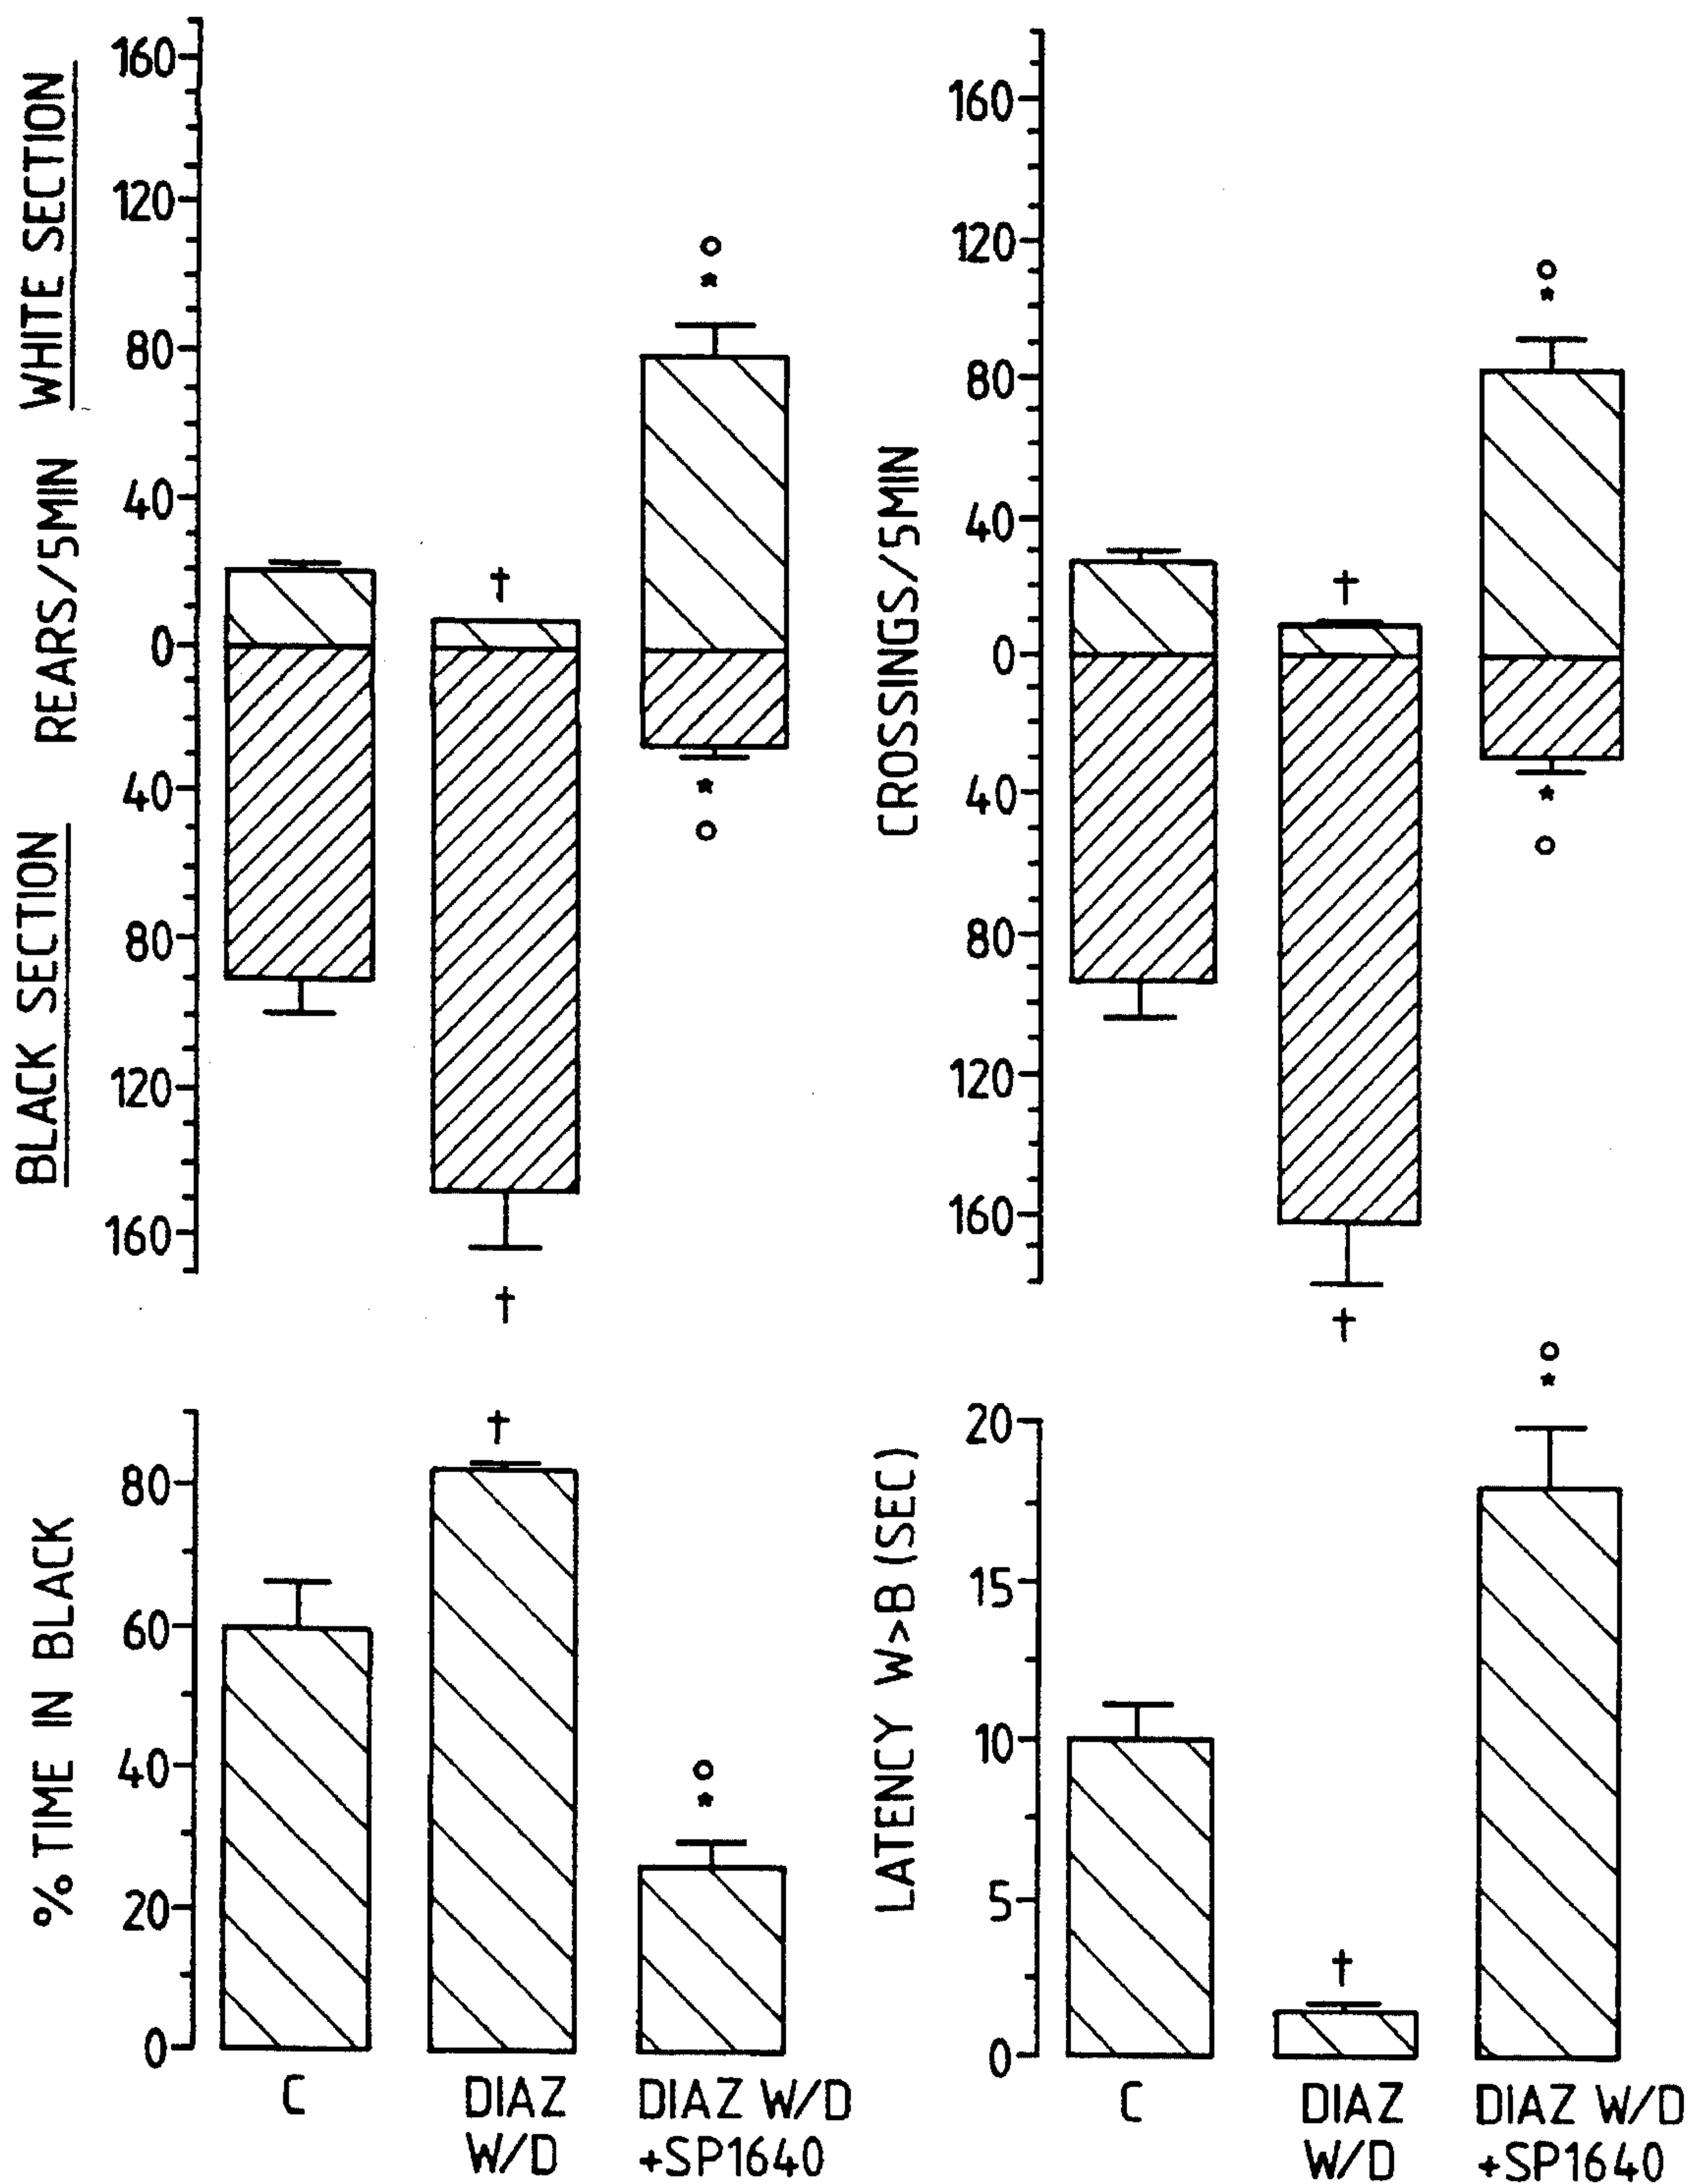 WHITE SECTION
REARS/5MIN
BLACK SECTION
160
120
80
40
0
40
80
120
160
†
†
*
*
CROSSINGS/5MIN
160
120
80
40
0
40
80
120
160
†
†
*
*
% TIME IN BLACK
80
60
40
20
0
†
*
C
DIAZ
W/D
DIAZ W/D
+SP1640
LATENCY W>B (SEC)
20
15
10
5
0
†
*
C
DIAZ
W/D
DIAZ W/D
+SP1640